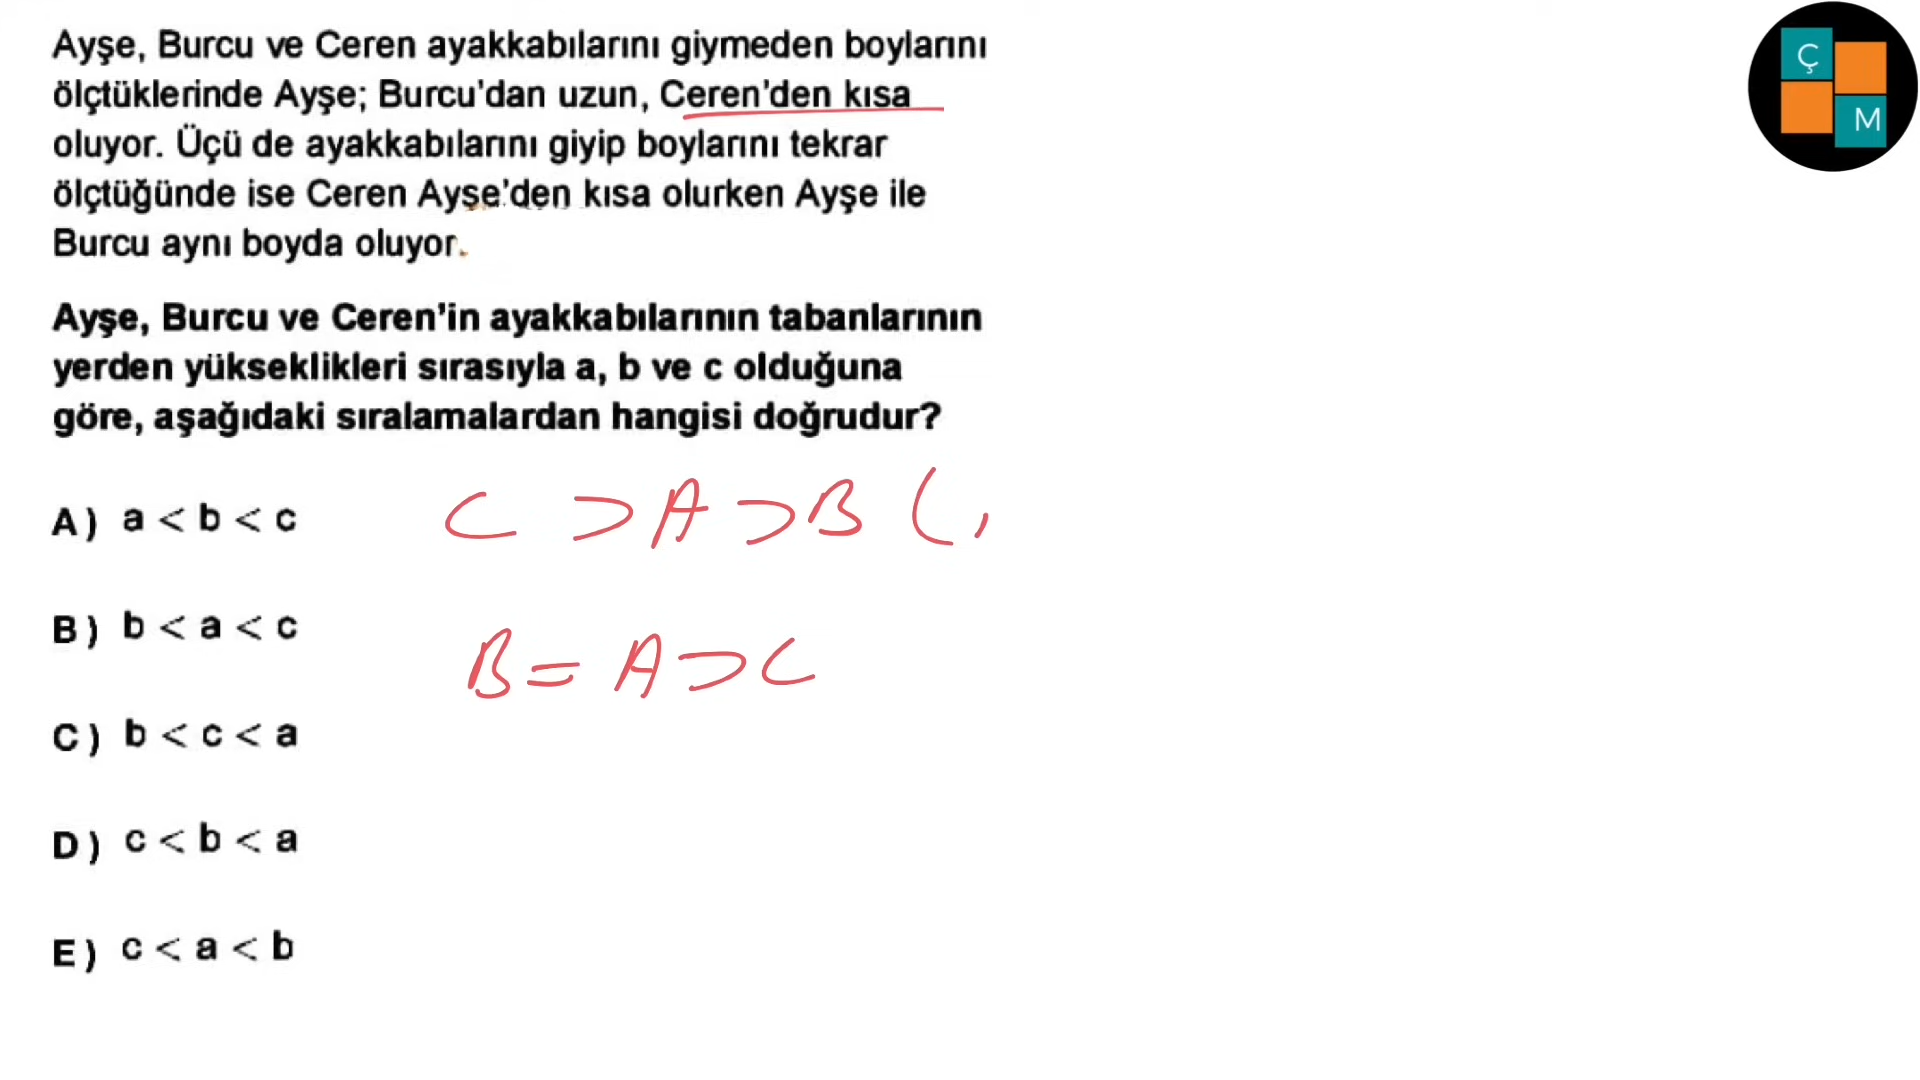 Ayşe, Burcu ve Ceren ayakkabılarını giymeden boylarını
ölçtüklerinde Ayşe; Burcu'dan uzun, Ceren'den kısa
oluyor. Üçü de ayakkabılarını giyip boylarını tekrar
ölçtüğünde ise Ceren Ayşe'den kısa olurken Ayşe ile
Burcu aynı boyda oluyor.
Ayşe, Burcu ve Ceren'in ayakkabılarının tabanlarının
yerden yükseklikleri sırasıyla a, b ve c olduğuna
göre, aşağıdaki sıralamalardan hangisi doğrudur?
A) a < b < c
B) b < a < c
C) b < c < a
D) c < b < a
E) c < a < b
C > A > B (
B = A > C
Ç
M